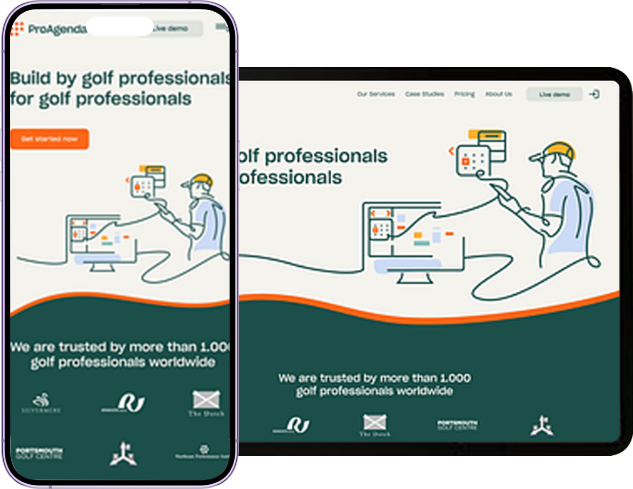 ProAgenda
Live demo
Build by golf professionals
for golf professionals
Get started now
We are trusted by more than 1.000
golf professionals worldwide
SILVERMERE
The Dutch
PORTSMOUTH
GOLF CENTRE
Our Services
Case Studies
Pricing
About Us
Live demo
olf professionals
ofessionals
We are trusted by more than 1.000
golf professionals worldwide
The Dutch
PORTSMOUTH
GOLF CENTRE